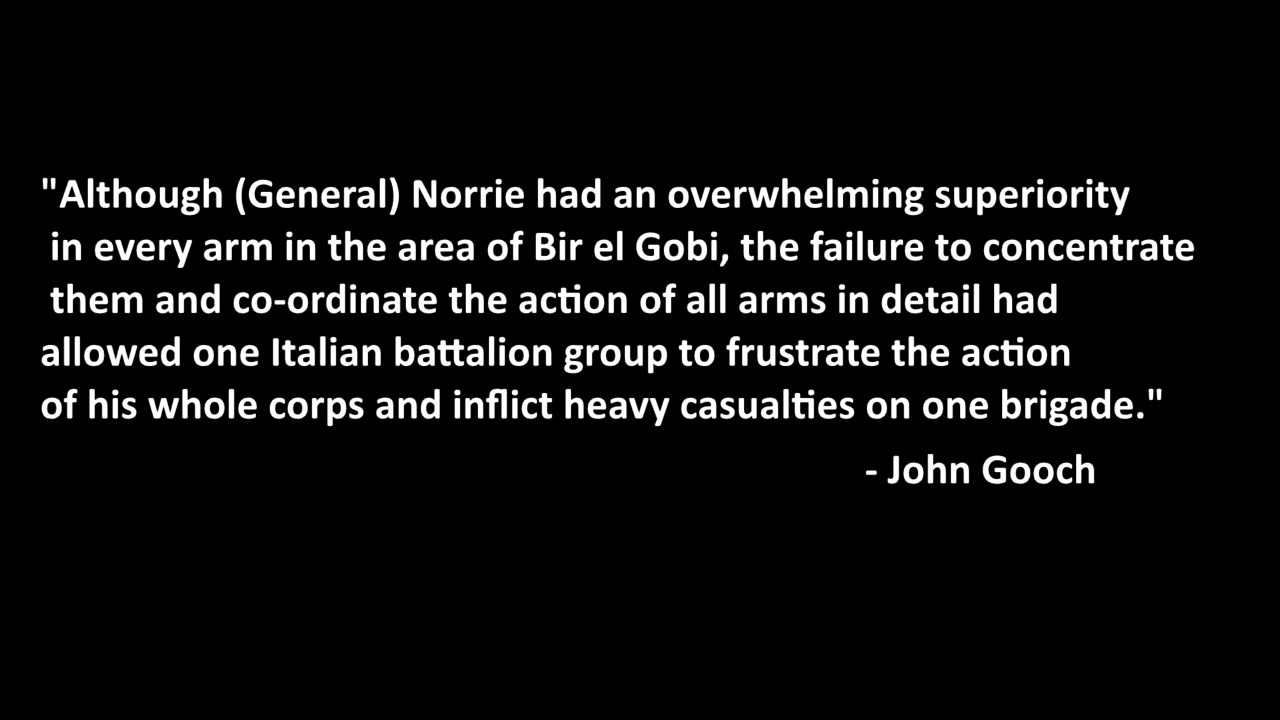 "Although (General) Norrie had an overwhelming superiority
in every arm in the area of Bir el Gobi, the failure to concentrate
them and co-ordinate the action of all arms in detail had
allowed one Italian battalion group to frustrate the action
of his whole corps and inflict heavy casualties on one brigade."
- John Gooch